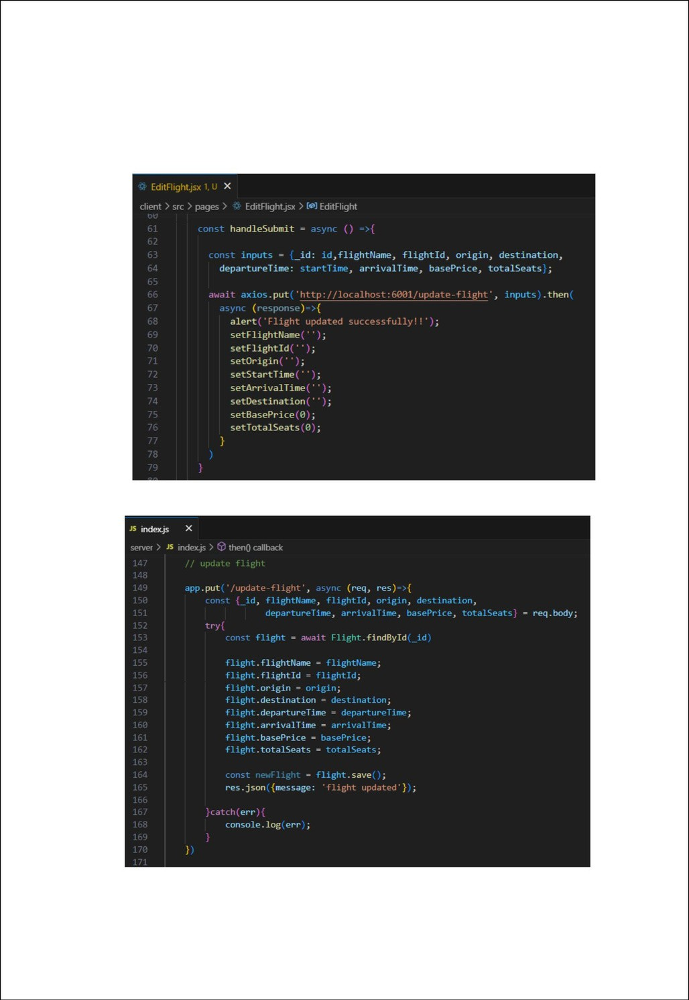 EditFlight.jsx 1, U ✕
client > src > pages > EditFlight.jsx > EditFlight
60
61 const handleSubmit = async () =>{
62
63 const inputs = {_id: id,flightName, flightId, origin, destination,
64 departureTime: startTime, arrivalTime, basePrice, totalSeats};
65
66 await axios.put('http://localhost:6001/update-flight', inputs).then(
67 async (response)=>{
68 alert('Flight updated successfully!!');
69 setFlightName('');
70 setFlightId('');
71 setOrigin('');
72 setStartTime('');
73 setArrivalTime('');
74 setDestination('');
75 setBasePrice(0);
76 setTotalSeats(0);
77 }
78 )
79 }
80
JS index.js ✕
server > JS index.js > then() callback
147 // update flight
148
149 app.put('/update-flight', async (req, res)=>{
150 const {_id, flightName, flightId, origin, destination,
151 departureTime, arrivalTime, basePrice, totalSeats} = req.body;
152 try{
153 const flight = await Flight.findById(_id)
154
155 flight.flightName = flightName;
156 flight.flightId = flightId;
157 flight.origin = origin;
158 flight.destination = destination;
159 flight.departureTime = departureTime;
160 flight.arrivalTime = arrivalTime;
161 flight.basePrice = basePrice;
162 flight.totalSeats = totalSeats;
163
164 const newFlight = flight.save();
165 res.json({message: 'flight updated'});
166
167 }catch(err){
168 console.log(err);
169 }
170 })
171